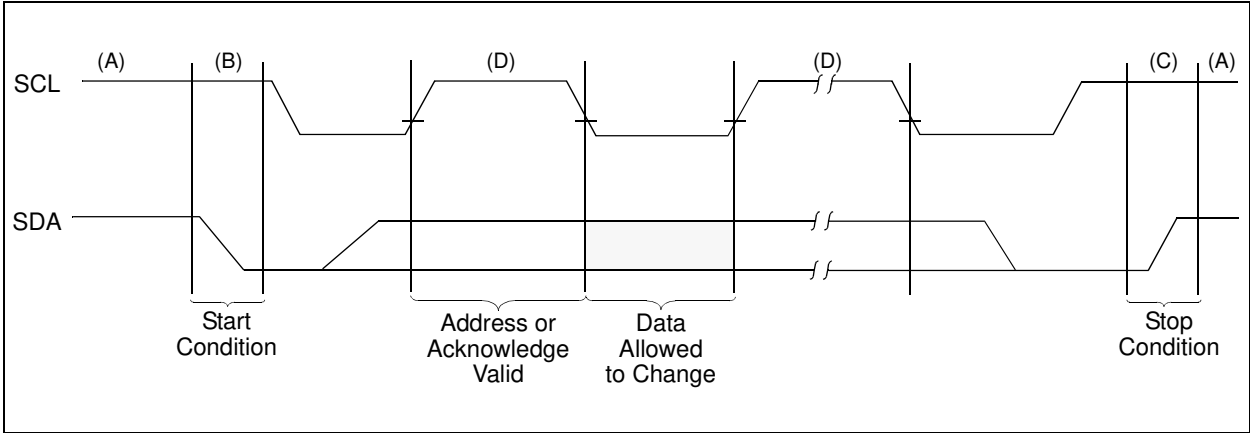 (A) (B) (D) (D) (C) (A)
SCL
SDA
Start
Condition
Address or
Acknowledge
Valid
Data
Allowed
to Change
Stop
Condition